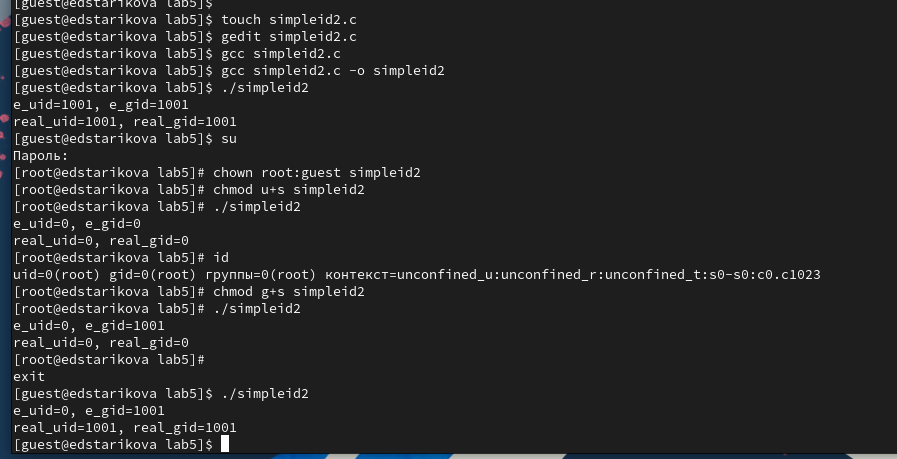 [guest@edstarikova lab5]$
[guest@edstarikova lab5]$ touch simpleid2.c
[guest@edstarikova lab5]$ gedit simpleid2.c
[guest@edstarikova lab5]$ gcc simpleid2.c
[guest@edstarikova lab5]$ gcc simpleid2.c -o simpleid2
[guest@edstarikova lab5]$ ./simpleid2
e_uid=1001, e_gid=1001
real_uid=1001, real_gid=1001
[guest@edstarikova lab5]$ su
Пароль:
[root@edstarikova lab5]# chown root:guest simpleid2
[root@edstarikova lab5]# chmod u+s simpleid2
[root@edstarikova lab5]# ./simpleid2
e_uid=0, e_gid=0
real_uid=0, real_gid=0
[root@edstarikova lab5]# id
uid=0(root) gid=0(root) группы=0(root) контекст=unconfined_u:unconfined_r:unconfined_t:s0-s0:c0.c1023
[root@edstarikova lab5]# chmod g+s simpleid2
[root@edstarikova lab5]# ./simpleid2
e_uid=0, e_gid=1001
real_uid=0, real_gid=0
[root@edstarikova lab5]#
exit
[guest@edstarikova lab5]$ ./simpleid2
e_uid=0, e_gid=1001
real_uid=1001, real_gid=1001
[guest@edstarikova lab5]$